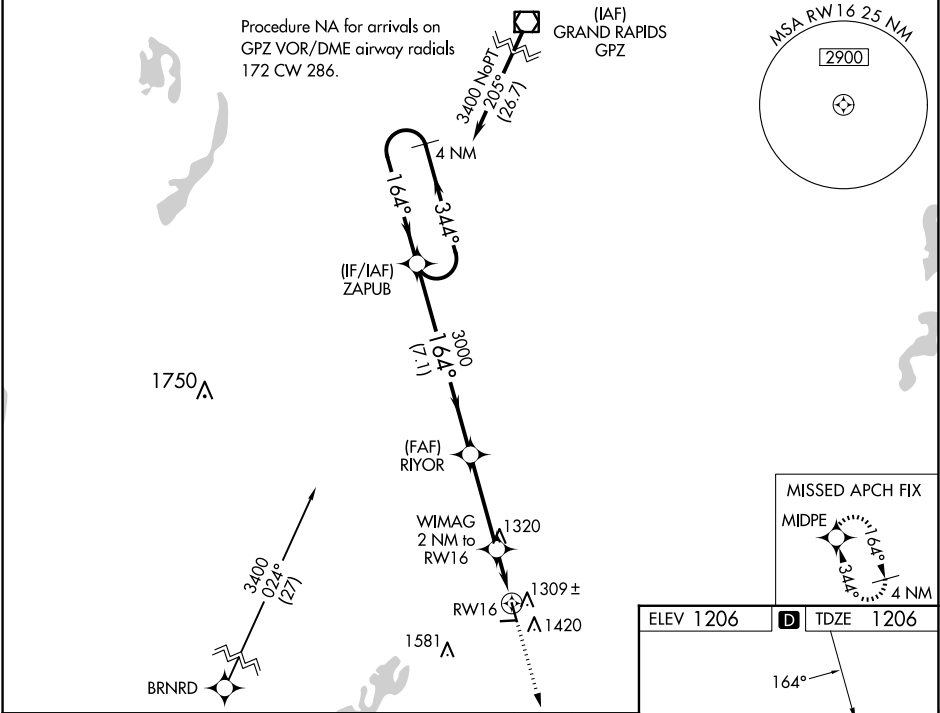 Procedure NA for arrivals on
GPZ VOR/DME airway radials
172 CW 286.
(IAF)
GRAND RAPIDS
GPZ
3400 NoPT
205°
(26.7)
MSA RW16 25 NM
2900
4 NM
164°
344°
(IF/IAF)
ZAPUB
3000
164°
(7.1)
1750
(FAF)
RIYOR
WIMAG
2 NM to
RW16
1320
RW16
1309 ±
1420
1581
3400
024°
(27)
BRNRD
MISSED APCH FIX
MIDPE
164°
344°
4 NM
ELEV 1206
D
TDZE 1206
164°